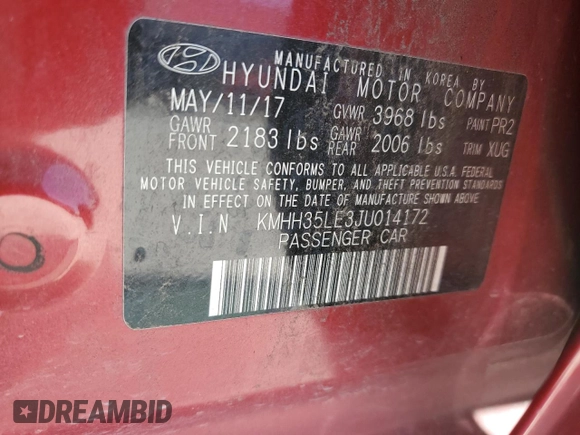 MANUFACTURED IN KOREA BY
HYUNDAI MOTOR COMPANY
MAY/11/17 GVWR 3968 lbs PAINT PR2
GAWR FRONT 2183 lbs GAWR REAR 2006 lbs TRIM XUG
THIS VEHICLE CONFORMS TO ALL APPLICABLE U.S.A. FEDERAL
MOTOR VEHICLE SAFETY, BUMPER, AND THEFT PREVENTION STANDARDS
IN EFFECT ON THE DATE OF MANUFACTURE SHOWN ABOVE
V.I.N KMHH35LE3JU014172
PASSENGER CAR
DREAMBID